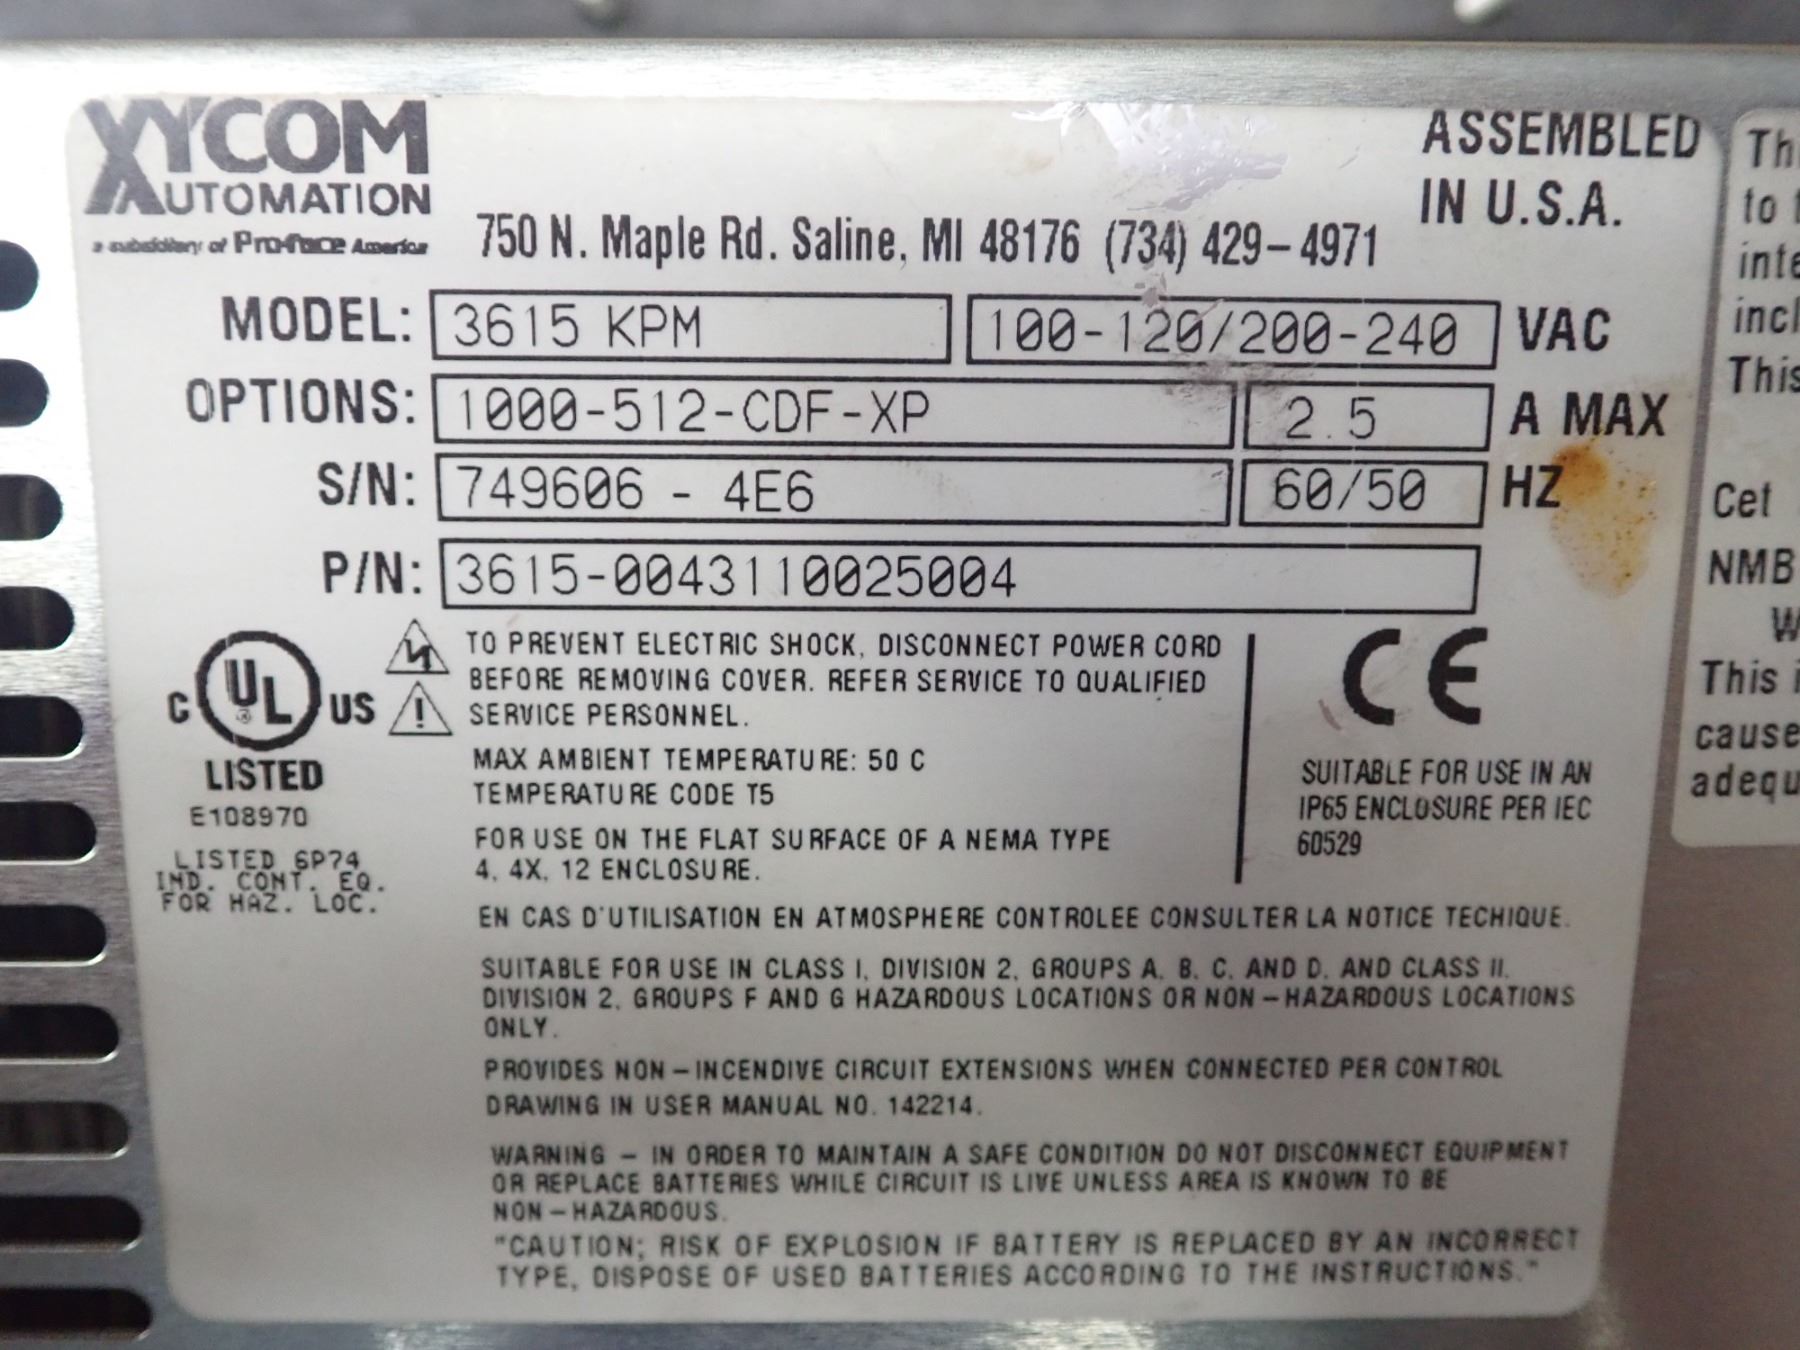 XYCOM
AUTOMATION
a subsidiary of Pro-face America
750 N. Maple Rd. Saline, MI 48176 (734) 429-4971
ASSEMBLED
IN U.S.A.
MODEL: 3615 KPM 100-120/200-240 VAC
OPTIONS: 1000-512-CDF-XP 2.5 A MAX
S/N: 749606 - 4E6 60/50 HZ
P/N: 3615-0043110025004
C UL ® US
LISTED
E108970
LISTED 6P74
IND. CONT. EQ.
FOR HAZ. LOC.
TO PREVENT ELECTRIC SHOCK, DISCONNECT POWER CORD
BEFORE REMOVING COVER. REFER SERVICE TO QUALIFIED
SERVICE PERSONNEL.
MAX AMBIENT TEMPERATURE: 50 C
TEMPERATURE CODE T5
FOR USE ON THE FLAT SURFACE OF A NEMA TYPE
4, 4X, 12 ENCLOSURE.
CE
SUITABLE FOR USE IN AN
IP65 ENCLOSURE PER IEC
60529
EN CAS D'UTILISATION EN ATMOSPHERE CONTROLEE CONSULTER LA NOTICE TECHIQUE.
SUITABLE FOR USE IN CLASS I, DIVISION 2, GROUPS A, B, C, AND D, AND CLASS II,
DIVISION 2, GROUPS F AND G HAZARDOUS LOCATIONS OR NON-HAZARDOUS LOCATIONS
ONLY.
PROVIDES NON-INCENDIVE CIRCUIT EXTENSIONS WHEN CONNECTED PER CONTROL
DRAWING IN USER MANUAL NO. 142214.
WARNING - IN ORDER TO MAINTAIN A SAFE CONDITION DO NOT DISCONNECT EQUIPMENT
OR REPLACE BATTERIES WHILE CIRCUIT IS LIVE UNLESS AREA IS KNOWN TO BE
NON-HAZARDOUS.
"CAUTION; RISK OF EXPLOSION IF BATTERY IS REPLACED BY AN INCORRECT
TYPE, DISPOSE OF USED BATTERIES ACCORDING TO THE INSTRUCTIONS."
to
This
Cet
NMB
This
cause